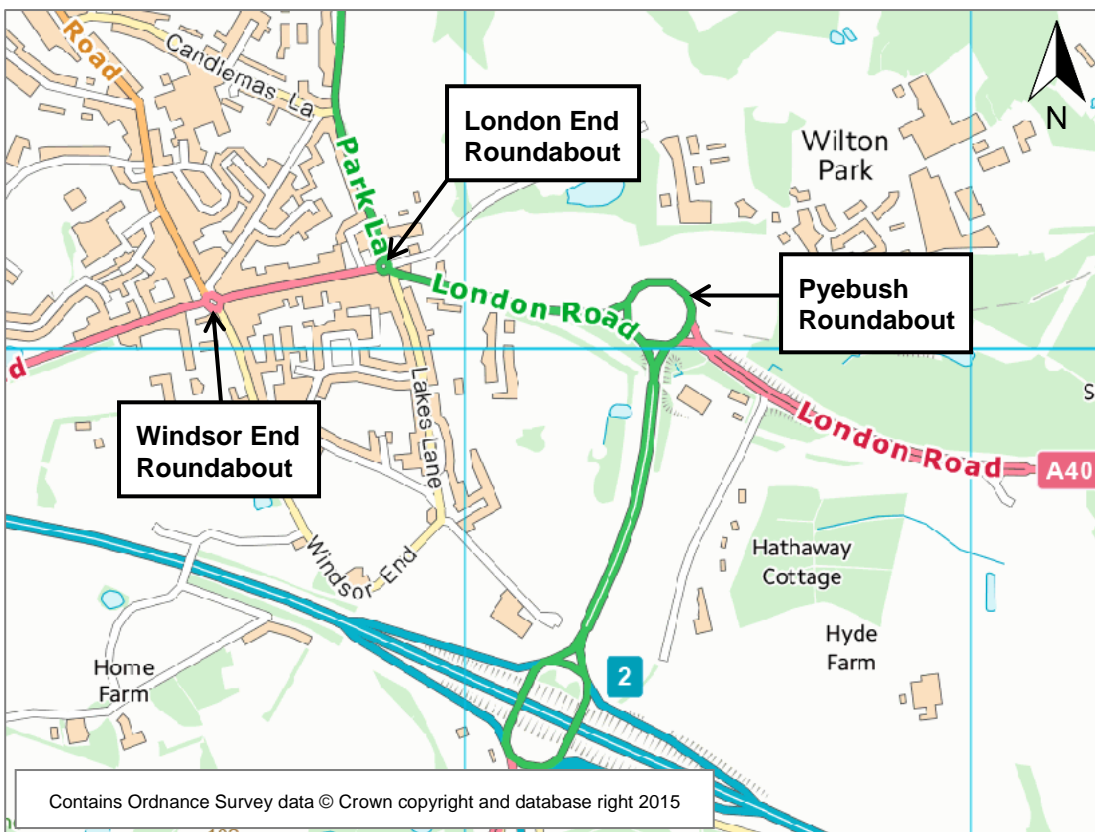 Road
Candlemas La
London End
Roundabout
Wilton
Park
N
Park La
London Road
Pyebush
Roundabout
d
Windsor End
Roundabout
Lakes Lane
London Road
A40
S
Hathaway
Cottage
Windsor End
Hyde
Farm
Home
Farm
2
Contains Ordnance Survey data © Crown copyright and database right 2015